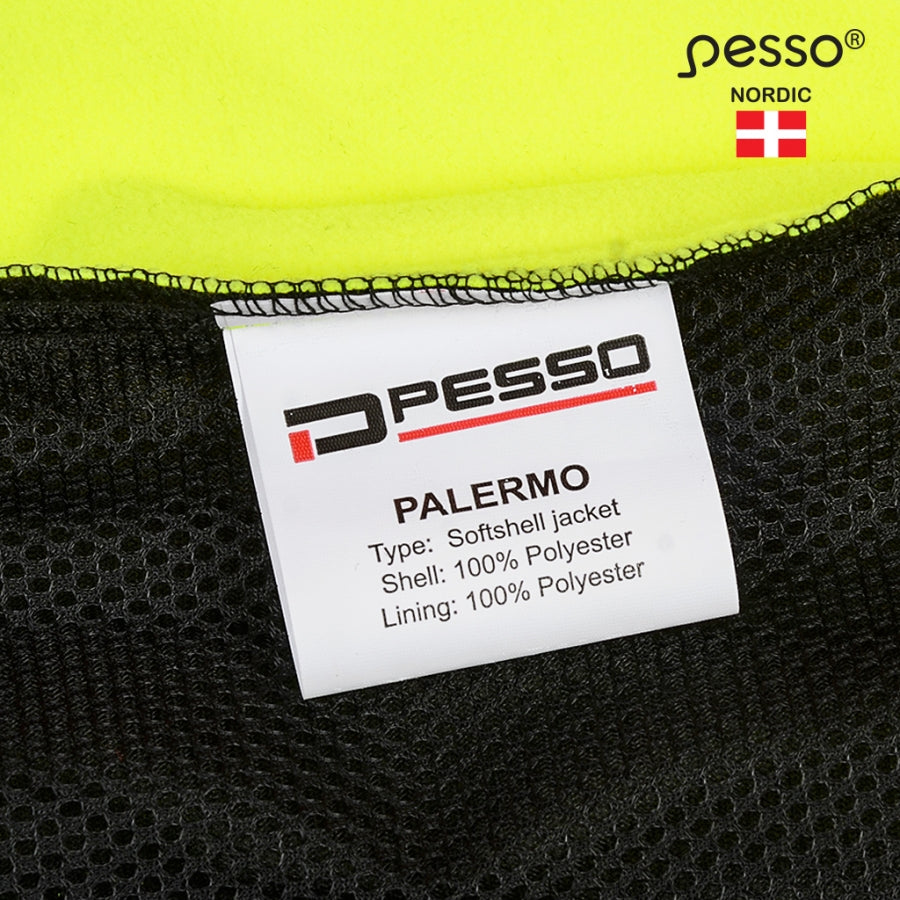 pesso®
NORDIC
PESSO
PALERMO
Type: Softshell jacket
Shell: 100% Polyester
Lining: 100% Polyester